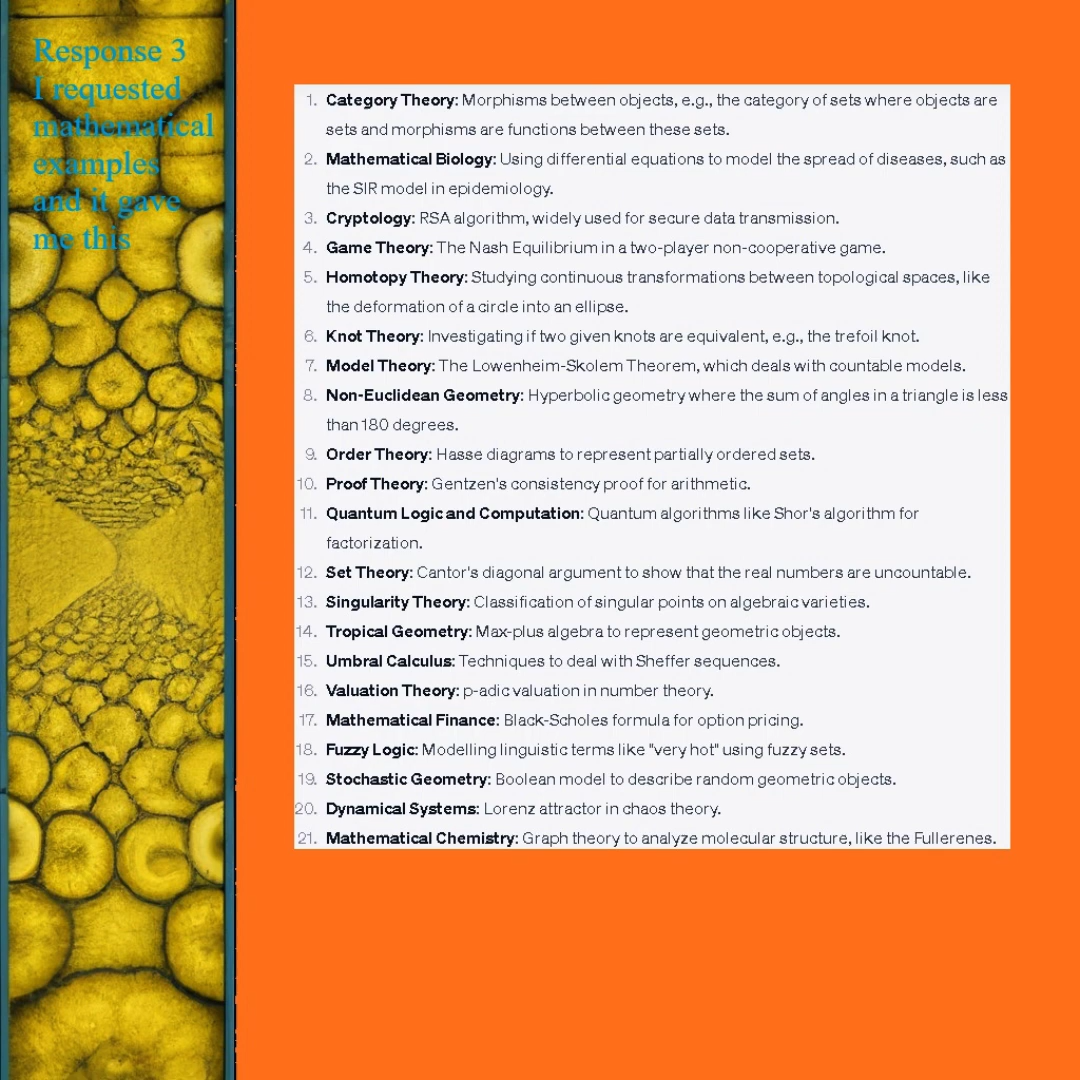 Response 3
I requested
mathematical
examples
and it gave
me this
1. Category Theory: Morphisms between objects, e.g., the category of sets where objects are
sets and morphisms are functions between these sets.
2. Mathematical Biology: Using differential equations to model the spread of diseases, such as
the SIR model in epidemiology.
3. Cryptology: RSA algorithm, widely used for secure data transmission.
4. Game Theory: The Nash Equilibrium in a two-player non-cooperative game.
5. Homotopy Theory: Studying continuous transformations between topological spaces, like
the deformation of a circle into an ellipse.
6. Knot Theory: Investigating if two given knots are equivalent, e.g., the trefoil knot.
7. Model Theory: The Lowenheim-Skolem Theorem, which deals with countable models.
8. Non-Euclidean Geometry: Hyperbolic geometry where the sum of angles in a triangle is less
than 180 degrees.
9. Order Theory: Hasse diagrams to represent partially ordered sets.
10. Proof Theory: Gentzen's consistency proof for arithmetic.
11. Quantum Logic and Computation: Quantum algorithms like Shor's algorithm for
factorization.
12. Set Theory: Cantor's diagonal argument to show that the real numbers are uncountable.
13. Singularity Theory: Classification of singular points on algebraic varieties.
14. Tropical Geometry: Max-plus algebra to represent geometric objects.
15. Umbral Calculus: Techniques to deal with Sheffer sequences.
16. Valuation Theory: p-adic valuation in number theory.
17. Mathematical Finance: Black-Scholes formula for option pricing.
18. Fuzzy Logic: Modelling linguistic terms like "very hot" using fuzzy sets.
19. Stochastic Geometry: Boolean model to describe random geometric objects.
20. Dynamical Systems: Lorenz attractor in chaos theory.
21. Mathematical Chemistry: Graph theory to analyze molecular structure, like the Fullerenes.